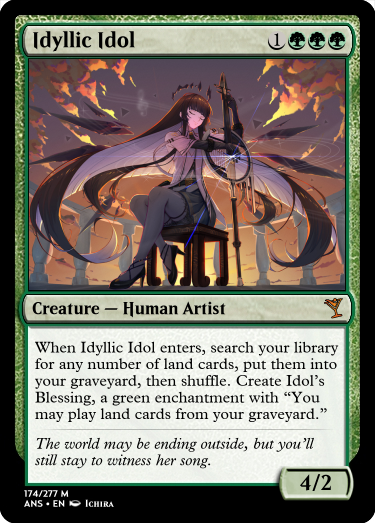 Idyllic Idol 1
Creature — Human Artist
When Idyllic Idol enters, search your library
for any number of land cards, put them into
your graveyard, then shuffle. Create Idol's
Blessing, a green enchantment with “You
may play land cards from your graveyard.”
The world may be ending outside, but you'll
still stay to witness her song.
4/2
174/277 M
ANS • EN Ichira